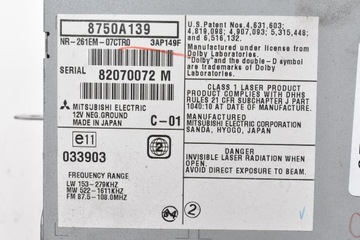 8750A139
NR-261EM-07CTR0 3AP149F
SERIAL 82070072 M
MITSUBISHI ELECTRIC
12V NEG.GROUND
MADE IN JAPAN C-01
e11
2
033903
FREQUENCY RANGE
LW 153-279KHZ
MW 522-1611KHZ
FM 87.5-108.0MHZ
2
U.S.Patent Nos. 4,631,603;
4,819,098; 4,907,093; 5,315,448;
and 6,516,132.
Manufactured under license from
Dolby Laboratories.
"Dolby" and the double-D symbol
are trademarks of Dolby
Laboratories.
CLASS 1 LASER PRODUCT
PRODUCT COMPLIES WITH DHHS
RULES 21 CFR SUBCHAPTER J PART
1040.10 AT DATE OF MANUFACTURE.
MANUFACTURED
MITSUBISHI ELECTRIC CORP.
SANDA, HYOGO, JAPAN
DANGER
INVISIBLE LASER RADIATION WHEN
OPEN.
AVOID DIRECT EXPOSURE TO BEAM.